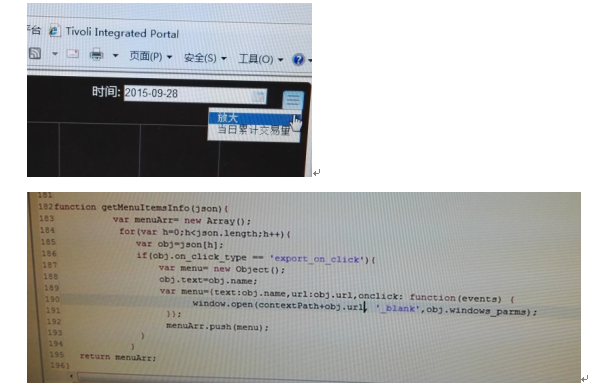 平台 Tivoli Integrated Portal
页面(P) 安全(S) 工具(O)
时间: 2015-09-28
放大
当日累计交易量
181
182function getMenuItemsInfo(json){
183 var menuArr= new Array();
184 for(var h=0;h<json.length;h++){
185 var obj=json[h];
186 if(obj.on_click_type == 'export_on_click'){
187 var menu= new Object();
188 obj.text=obj.name;
189 var menu=(text:obj.name,url:obj.url,onclick: function(events) {
190 window.open(contextPath+obj.url, '_blank',obj.windows_parms);
191 }});
192 menuArr.push(menu);
193 }
194 }
195 return menuArr;
196}